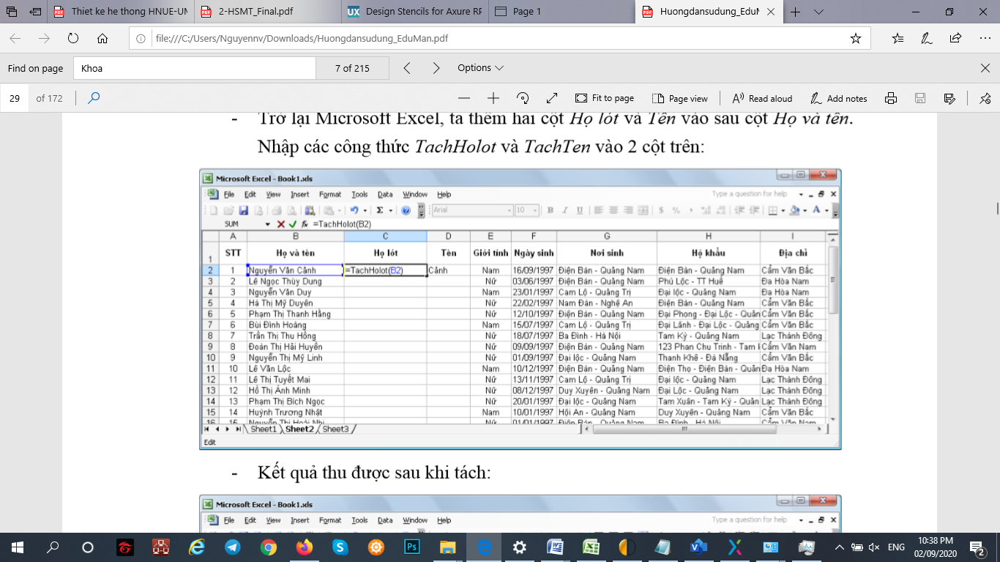 Thiet ke he thong HNUE-UN
2-HSMT_Final.pdf
Design Stencils for Axure RP
Page 1
Huongdansudung_EduM
file:///C:/Users/Nguyennv/Downloads/Huongdansudung_EduMan.pdf
Find on page
Khoa
7 of 215
Options
29 of 172
Fit to page
Page view
Read aloud
Add notes
- Trở lại Microsoft Excel, ta thêm hai cột Họ lót và Tên vào sau cột Họ và tên.
Nhập các công thức TachHolot và TachTen vào 2 cột trên:
Microsoft Excel - Book1.xls
File Edit View Insert Format Tools Data Window Help
Type a question for help
Arial 10 B I U
SUM fx =TachHolot(B2)
A B C D E F G H I
1 STT Họ và tên Họ lót Tên Giới tính Ngày sinh Nơi sinh Hộ khẩu Địa chỉ
2 1 Nguyễn Văn Cảnh =TachHolot(B2) Cảnh Nam 16/09/1997 Điện Bàn - Quảng Nam Điện Bàn - Quảng Nam Cẩm Văn Bắc
3 2 Lê Ngọc Thùy Dung Nữ 03/06/1997 Điện Bàn - Quảng Nam Phú Lộc - TT Huế Đa Hòa Nam
4 3 Nguyễn Văn Duy Nam 23/01/1997 Cam Lộ - Quảng Trị Đại lộc - Quảng Nam Đa Hòa Nam
5 4 Hà Thị Mỹ Duyên Nữ 22/02/1997 Nam Đàn - Nghệ An Điện Bàn - Quảng Nam Cẩm Văn Bắc
6 5 Phạm Thị Thanh Hằng Nữ 12/10/1997 Điện Bàn - Quảng Nam Đại Phong - Đại Lộc - Quản Cẩm Văn Bắc
7 6 Bùi Đình Hoàng Nam 15/07/1997 Cam Lộ - Quảng Trị Đại Lãnh - Đại Lộc - Quảng Cẩm Văn Bắc
8 7 Trần Thị Thu Hồng Nữ 18/07/1997 Ba Đình - Hà Nội Tam Kỳ - Quảng Nam Lạc Thành Đông
9 8 Đoàn Thị Hải Huyền Nữ 09/09/1997 Điện Bàn - Quảng Nam 123 Phan Chu Trinh - Tam Cẩm Văn Nam
10 9 Nguyễn Thị Mỹ Linh Nữ 01/09/1997 Đại lộc - Quảng Nam Thanh Khê - Đà Nẵng Cẩm Văn Bắc
11 10 Lê Văn Lộc Nam 10/12/1997 Điện Bàn - Quảng Nam Điện Thọ - Điện Bàn - Quản Đa Hòa Nam
12 11 Lê Thị Tuyết Mai Nữ 13/11/1997 Cam Lộ - Quảng Trị Đại lộc - Quảng Nam Lạc Thành Đông
13 12 Hồ Thị Ánh Minh Nữ 08/12/1997 Duy Xuyên - Quảng Nam Đại Lộc - Quảng Nam Lạc Thành Đông
14 13 Phạm Thị Bích Ngọc Nữ 20/01/1997 Đại lộc - Quảng Nam Tam Xuân - Tam Kỳ - Quản Lạc Thành Đông
15 14 Huỳnh Trương Nhật Nam 10/01/1997 Hội An - Quảng Nam Duy Xuyên - Quảng Nam Cẩm Văn Bắc
16 15 Nguyễn Thị Hoài Nhi Nữ 01/01/1997 Điện Bàn - Quảng Nam Ba Đình - Hà Nội Cẩm Văn Nam
Sheet1 Sheet2 Sheet3
Edit
- Kết quả thu được sau khi tách:
Microsoft Excel - Book1.xls
File Edit View Insert Format Tools Data Window Help
Type a question for help
ENG
10:38 PM
02/09/2020
2